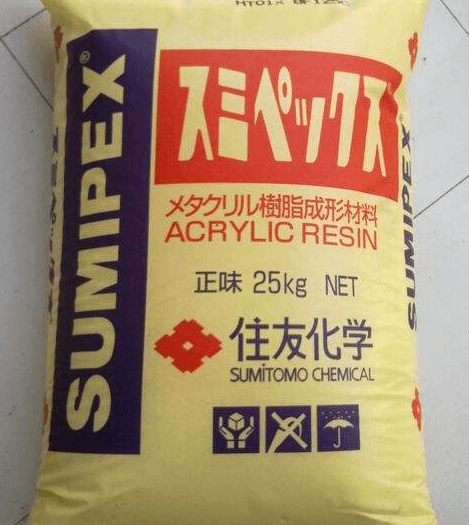 SUMIPEX®
スミペックス
メタクリル樹脂成形材料
ACRYLIC RESIN
正味 25kg NET
住友化学
SUMITOMO CHEMICAL
SUMIPEX